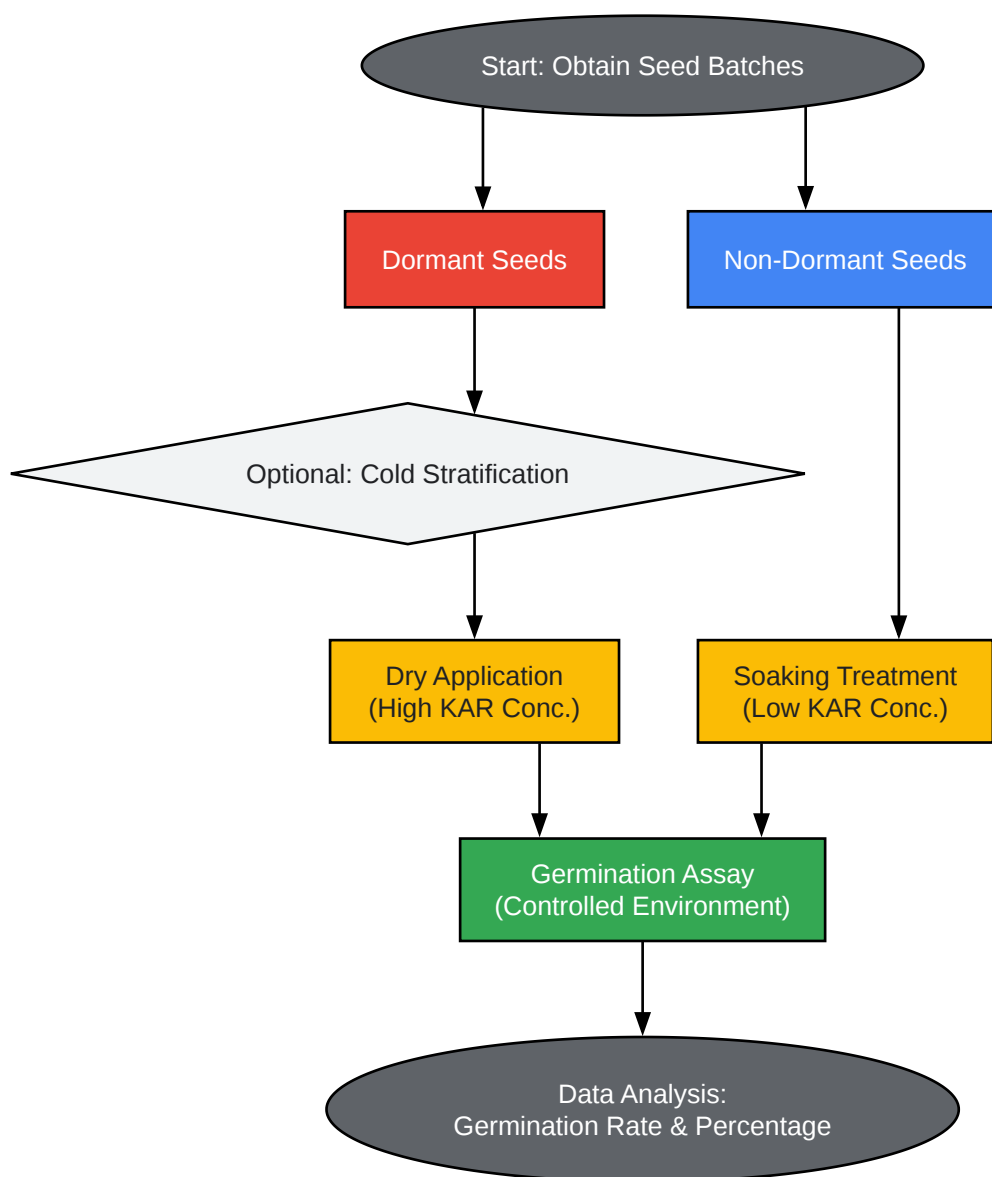 Start: Obtain Seed Batches
Dormant Seeds
Non-Dormant Seeds
Optional: Cold Stratification
Dry Application
(High KAR Conc.)
Soaking Treatment
(Low KAR Conc.)
Germination Assay
(Controlled Environment)
Data Analysis:
Germination Rate & Percentage